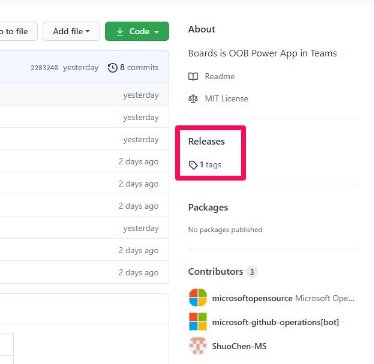 o to file
Add file
Code
2283248 yesterday
8 commits
yesterday
yesterday
yesterday
2 days ago
2 days ago
2 days ago
yesterday
2 days ago
2 days ago
About
Boards is OOB Power App in Teams
Readme
MIT License
Releases
1 tags
Packages
No packages published
Contributors 3
microsoftopensource Microsoft Ope...
microsoft-github-operations[bot]
ShuoChen-MS